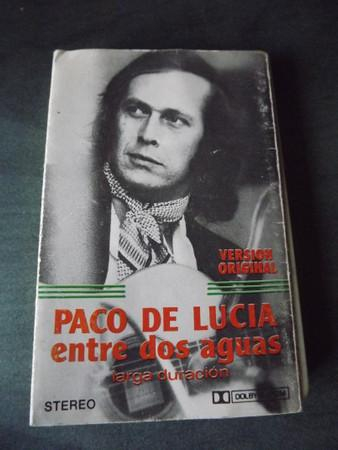 VERSION
ORIGINAL
PACO DE LUCIA
entre dos aguas
larga duración
STEREO
DOLBY